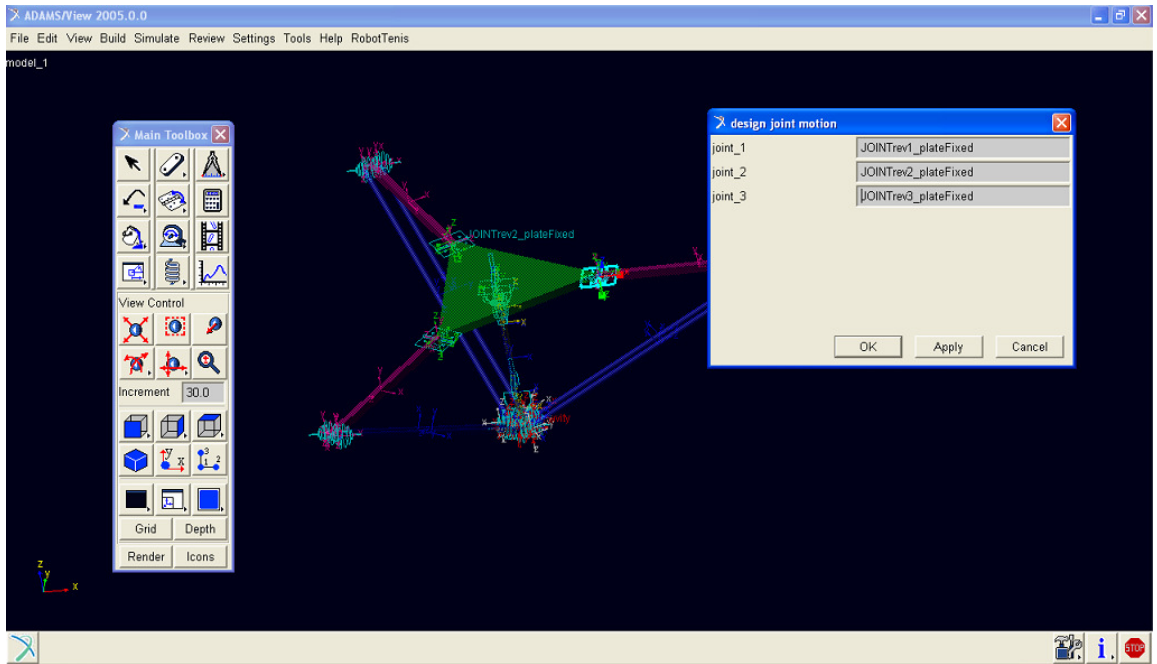 ADAMS/View 2005.0.0
File Edit View Build Simulate Review Settings Tools Help RobotTenis
model_1
Main Toolbox
View Control
Increment 30.0
Grid Depth
Render Icons
JOINTrev2_plateFixed
design joint motion
joint_1 JOINTrev1_plateFixed
joint_2 JOINTrev2_plateFixed
joint_3 JOINTrev3_plateFixed
OK Apply Cancel
z
y
x
STOP